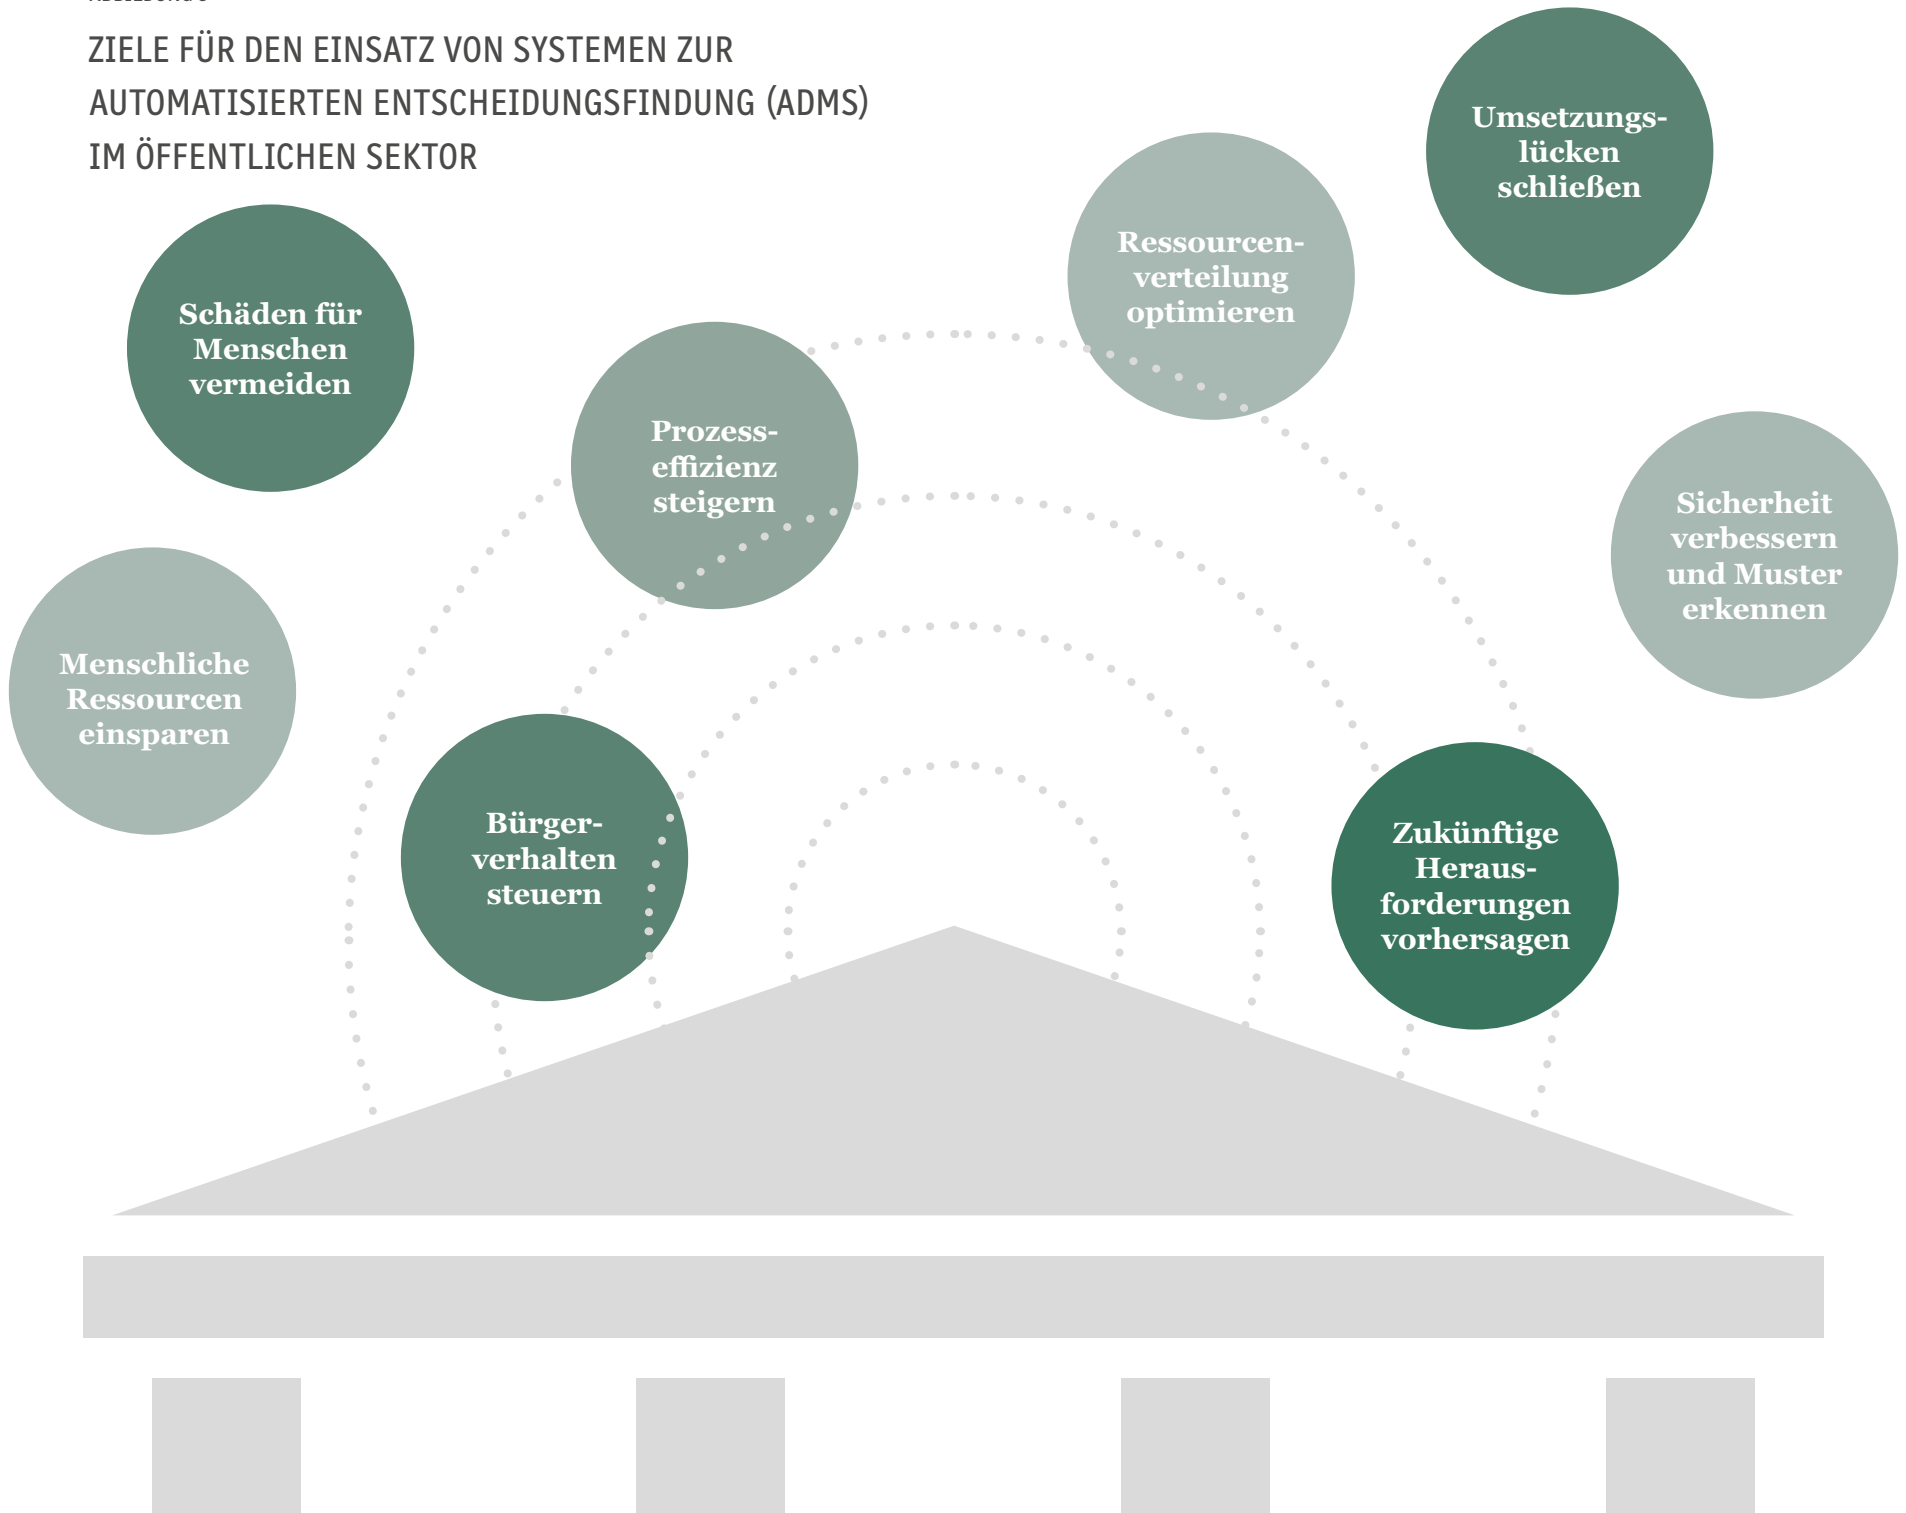 ZIELE FÜR DEN EINSATZ VON SYSTEMEN ZUR
AUTOMATISIERTEN ENTSCHEIDUNGSFINDUNG (ADMS)
IM ÖFFENTLICHEN SEKTOR
Umsetzungs-
lücken
schließen
Ressourcen-
verteilung
optimieren
Schäden für
Menschen
vermeiden
Prozess-
effizienz
steigern
Sicherheit
verbessern
und Muster
erkennen
Menschliche
Ressourcen
einsparen
Bürger-
verhalten
steuern
Zukünftige
Heraus-
forderungen
vorhersagen